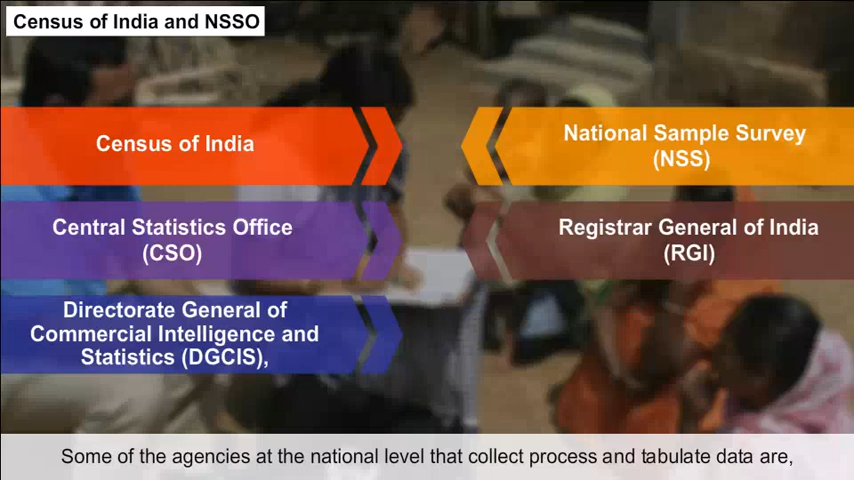 Census of India and NSSO
Census of India
National Sample Survey
(NSS)
Central Statistics Office
(CSO)
Registrar General of India
(RGI)
Directorate General of
Commercial Intelligence and
Statistics (DGCIS),
Some of the agencies at the national level that collect process and tabulate data are,